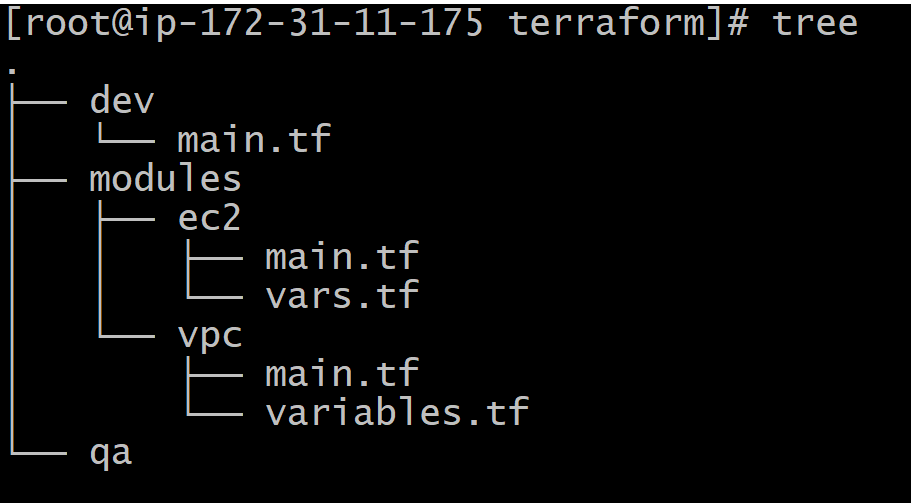 [root@ip-172-31-11-175 terraform]# tree
.
├── dev
│   └── main.tf
├── modules
│   ├── ec2
│   │   ├── main.tf
│   │   └── vars.tf
│   └── vpc
│       ├── main.tf
│       └── variables.tf
└── qa